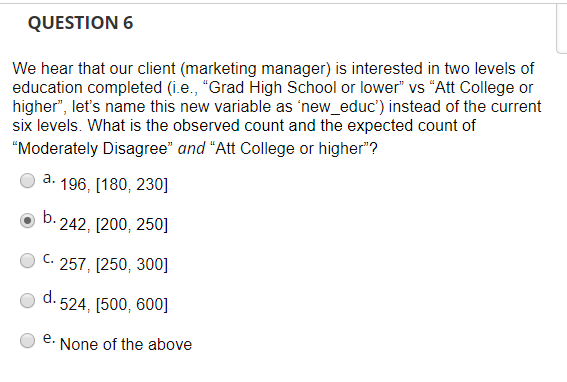 QUESTION 6
We hear that our client (marketing manager) is interested in two levels of
education completed (i.e., “Grad High School or lower” vs “Att College or
higher”, let’s name this new variable as ‘new_educ’) instead of the current
six levels. What is the observed count and the expected count of
“Moderately Disagree” and “Att College or higher”?
a. 196, [180, 230]
b. 242, [200, 250]
c. 257, [250, 300]
d. 524, [500, 600]
e. None of the above